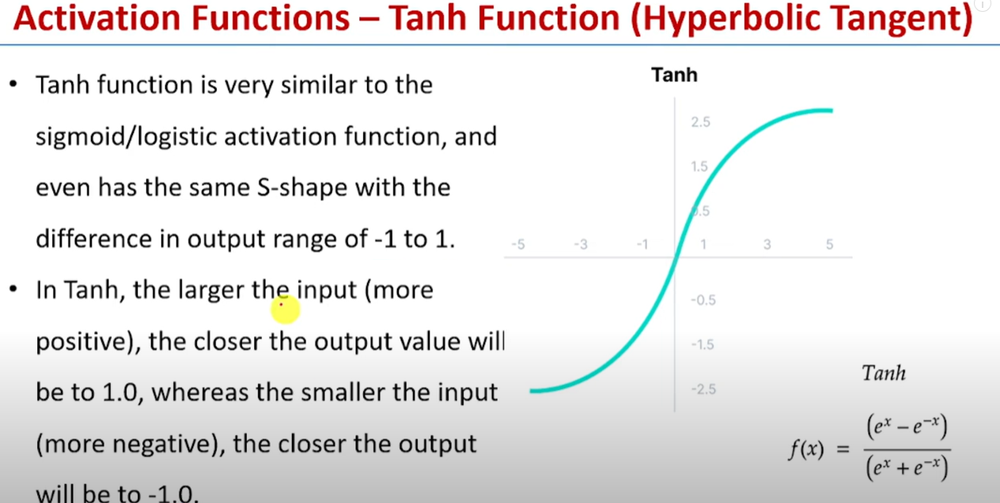 Activation Functions – Tanh Function (Hyperbolic Tangent)
• Tanh function is very similar to the
sigmoid/logistic activation function, and
even has the same S-shape with the
difference in output range of -1 to 1.
• In Tanh, the larger the input (more
positive), the closer the output value will
be to 1.0, whereas the smaller the input
(more negative), the closer the output
will be to -1.0.
Tanh
2.5
1.5
0.5
-5 -3 -1 1 3 5
-0.5
-1.5
-2.5
Tanh
f(x) = (eˣ – e⁻ˣ) / (eˣ + e⁻ˣ)